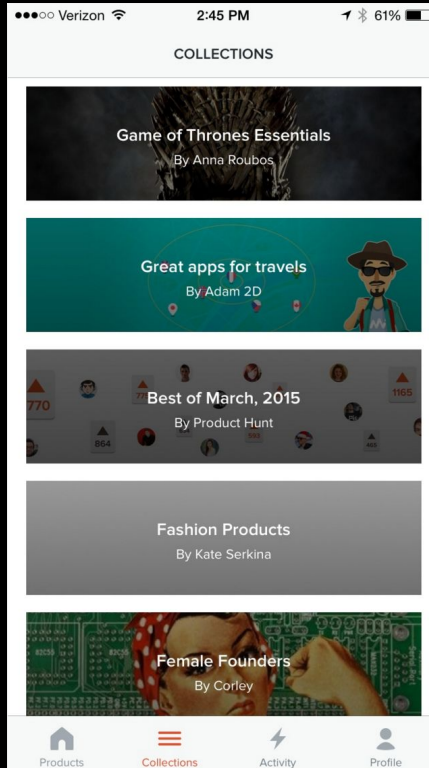 Verizon 2:45 PM 61%
COLLECTIONS
Game of Thrones Essentials
By Anna Roubos
Great apps for travels
By Adam 2D
770
1165
Best of March, 2015
864
By Product Hunt
Fashion Products
By Kate Serkina
Female Founders
By Corley
Products Collections Activity Profile